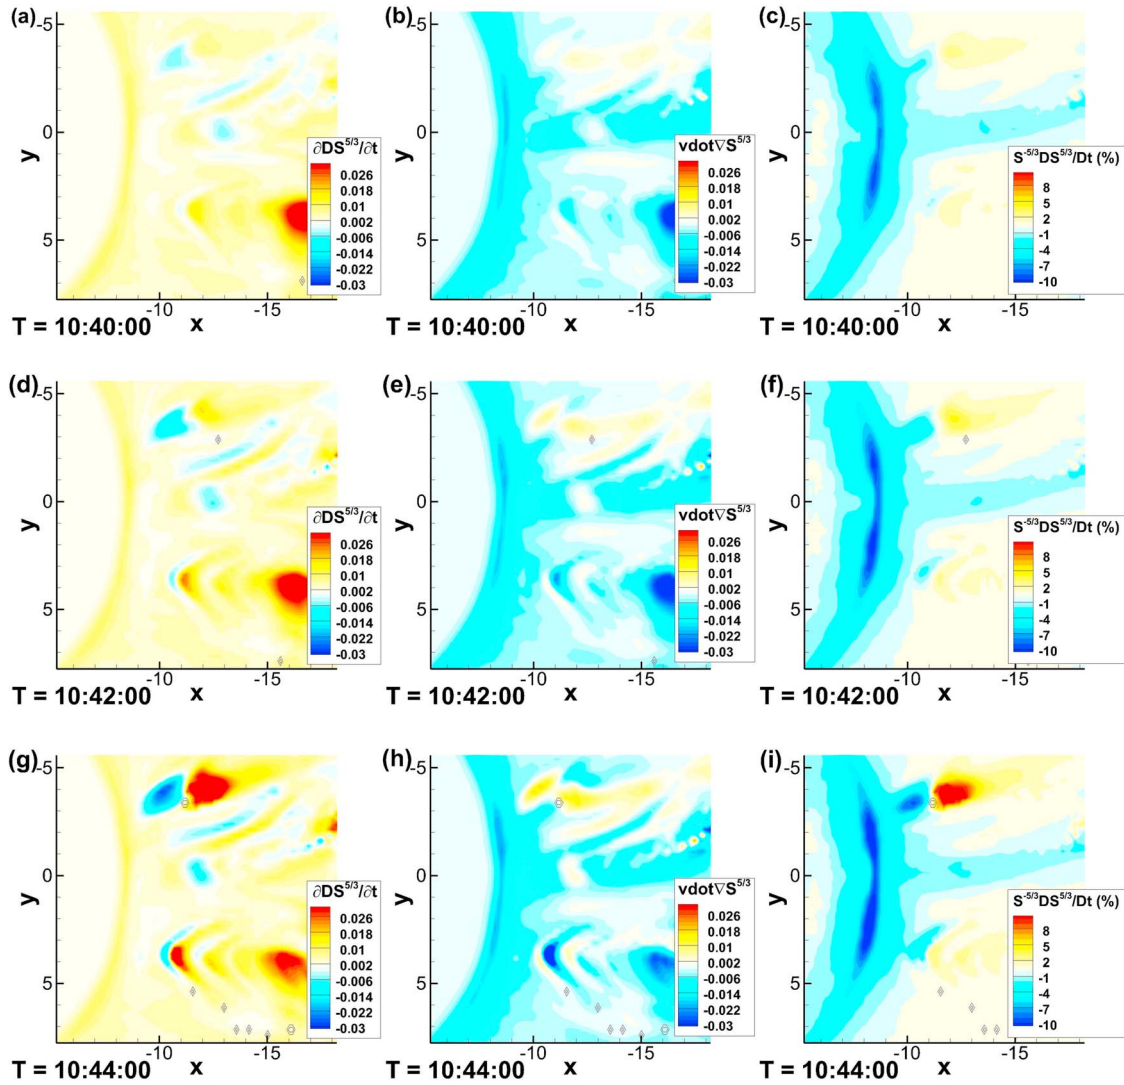 (a)
-5
0
5
y
-10
-15
x
∂DS^5/3/∂t
0.026
0.018
0.01
0.002
-0.006
-0.014
-0.022
-0.03
T = 10:40:00
(b)
-5
0
5
y
-10
-15
x
vdot∇S^5/3
0.026
0.018
0.01
0.002
-0.006
-0.014
-0.022
-0.03
T = 10:40:00
(c)
-5
0
5
y
-10
-15
x
S^-5/3DS^5/3/Dt (%)
8
5
2
-1
-4
-7
-10
T = 10:40:00
(d)
-5
0
5
y
-10
-15
x
∂DS^5/3/∂t
0.026
0.018
0.01
0.002
-0.006
-0.014
-0.022
-0.03
T = 10:42:00
(e)
-5
0
5
y
-10
-15
x
vdot∇S^5/3
0.026
0.018
0.01
0.002
-0.006
-0.014
-0.022
-0.03
T = 10:42:00
(f)
-5
0
5
y
-10
-15
x
S^-5/3DS^5/3/Dt (%)
8
5
2
-1
-4
-7
-10
T = 10:42:00
(g)
-5
0
5
y
-10
-15
x
∂DS^5/3/∂t
0.026
0.018
0.01
0.002
-0.006
-0.014
-0.022
-0.03
T = 10:44:00
(h)
-5
0
5
y
-10
-15
x
vdot∇S^5/3
0.026
0.018
0.01
0.002
-0.006
-0.014
-0.022
-0.03
T = 10:44:00
(i)
-5
0
5
y
-10
-15
x
S^-5/3DS^5/3/Dt (%)
8
5
2
-1
-4
-7
-10
T = 10:44:00